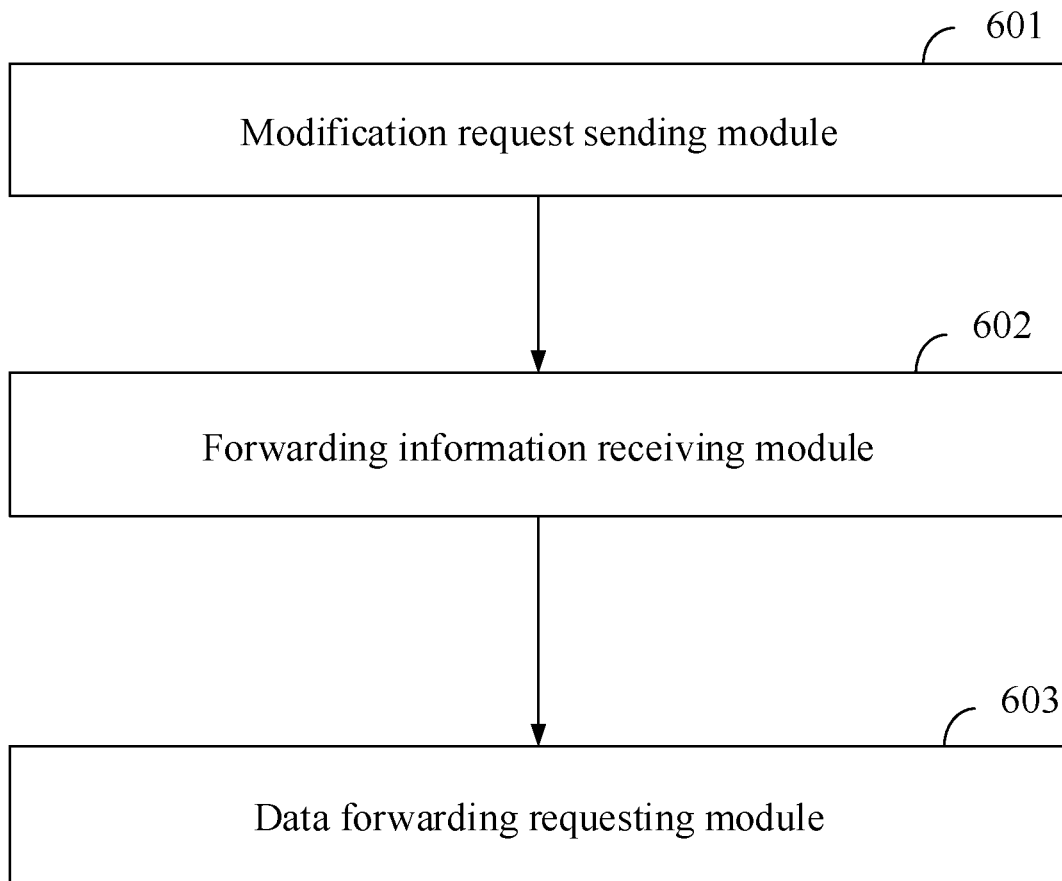 601
Modification request sending module
602
Forwarding information receiving module
603
Data forwarding requesting module